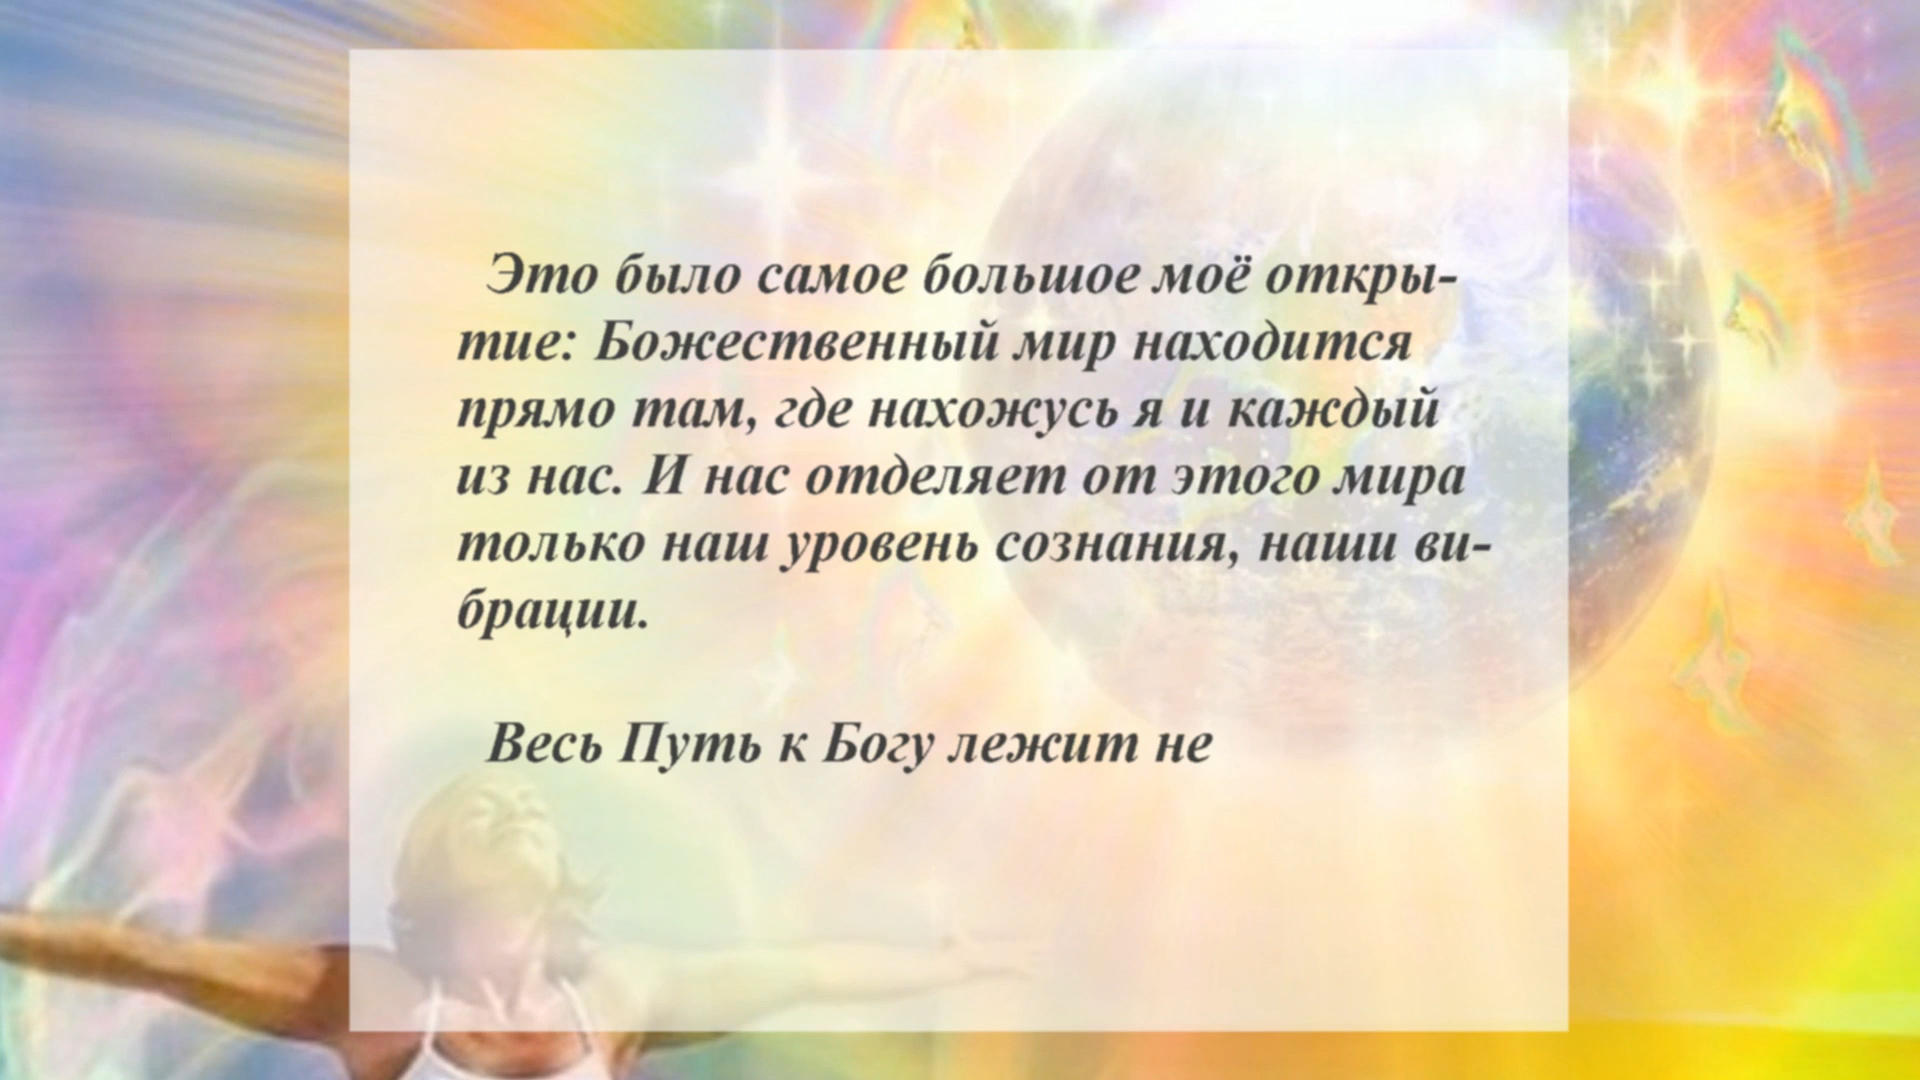 Это было самое большое моё откры-
тие: Божественный мир находится
прямо там, где нахожусь я и каждый
из нас. И нас отделяет от этого мира
только наш уровень сознания, наши ви-
брации.
Весь Путь к Богу лежит не